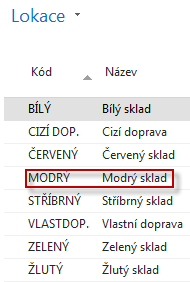 Lokace
Kód Název
BÍLÝ Bílý sklad
CIZÍ DOP. Cizí doprava
ČERVENÝ Červený sklad
MODRÝ Modrý sklad
STŘÍBRNÝ Stříbrný sklad
VLASTDOP. Vlastní doprava
ZELENÝ Zelený sklad
ŽLUTÝ Žlutý sklad